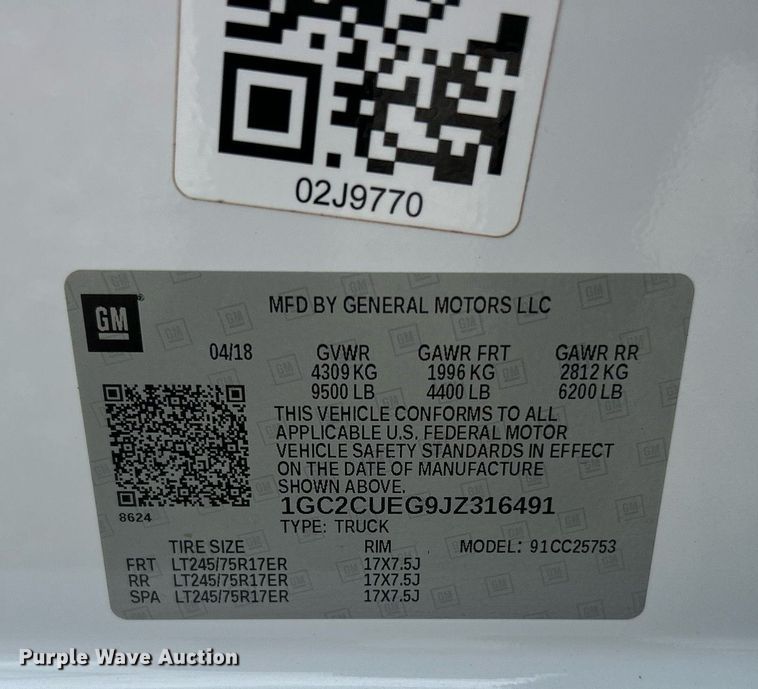 02J9770
GM®
MFD BY GENERAL MOTORS LLC
04/18 GVWR GAWR FRT GAWR RR
4309 KG 1996 KG 2812 KG
9500 LB 4400 LB 6200 LB
THIS VEHICLE CONFORMS TO ALL
APPLICABLE U.S. FEDERAL MOTOR
VEHICLE SAFETY STANDARDS IN EFFECT
ON THE DATE OF MANUFACTURE
SHOWN ABOVE.
1GC2CUEG9JZ316491
8624
TYPE: TRUCK
TIRE SIZE RIM MODEL: 91CC25753
FRT LT245/75R17ER 17X7.5J
RR LT245/75R17ER 17X7.5J
SPA LT245/75R17ER 17X7.5J
Purple Wave Auction